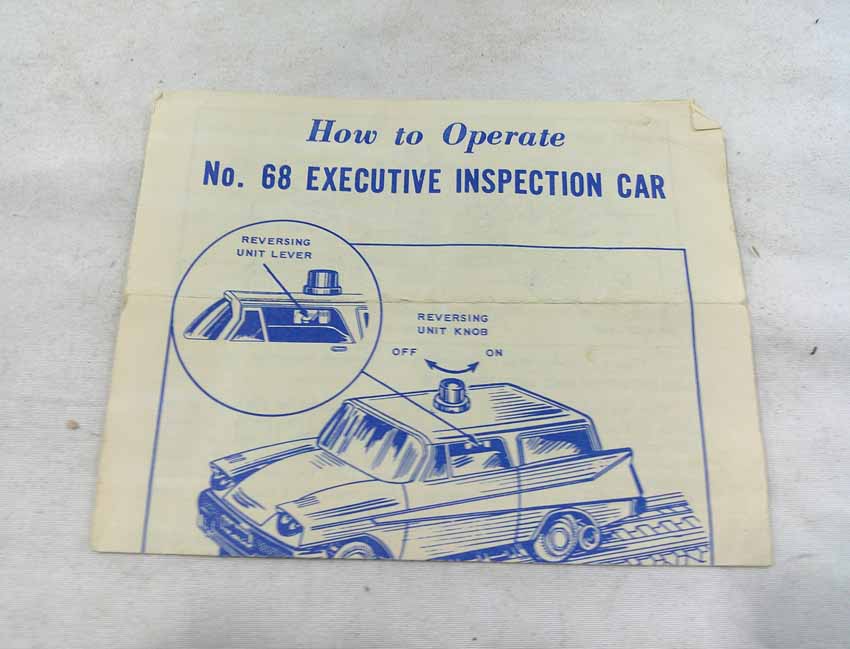 How to Operate
No. 68 EXECUTIVE INSPECTION CAR
REVERSING
UNIT LEVER
REVERSING
UNIT KNOB
OFF ON